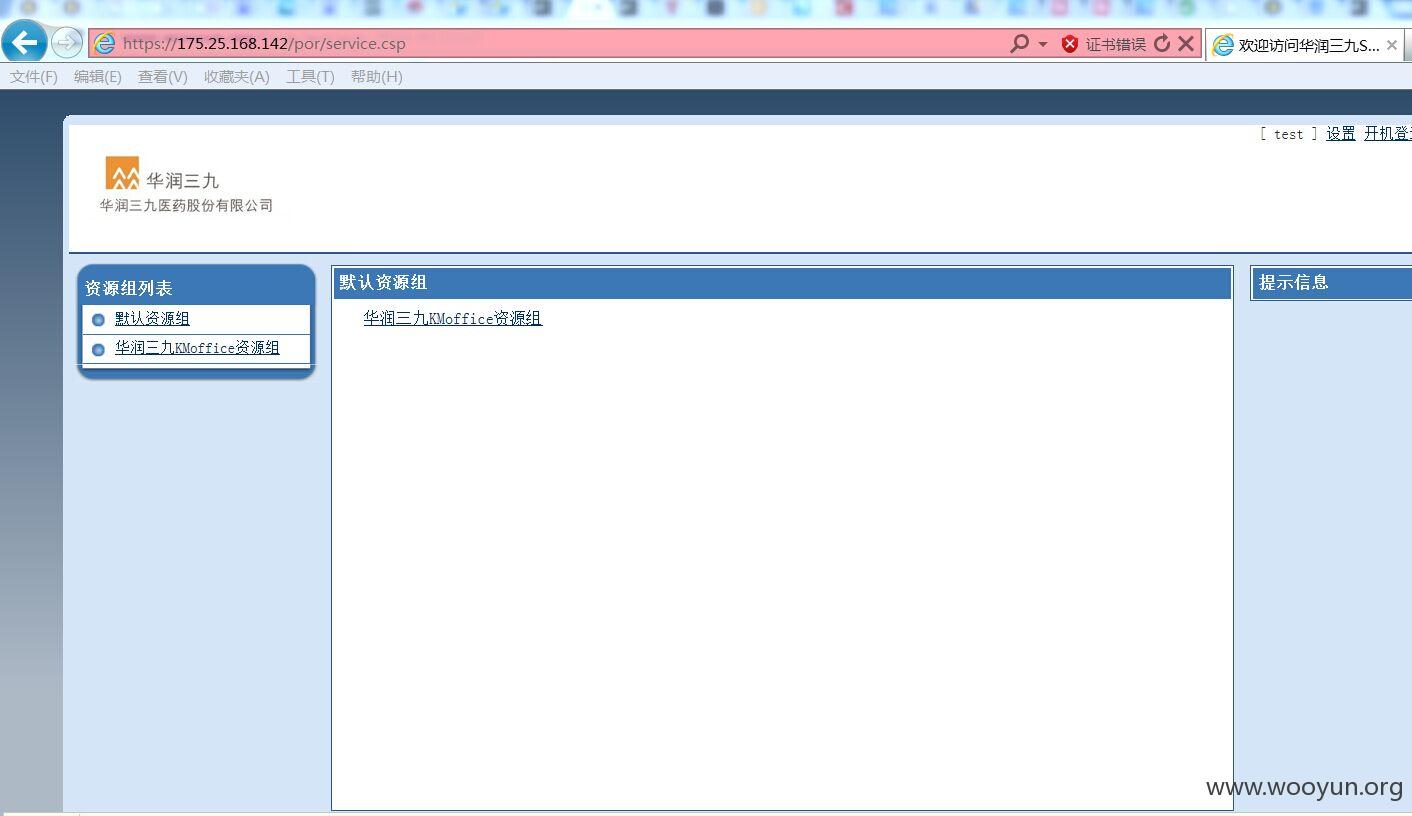 https://175.25.168.142/por/service.csp 证书错误 欢迎访问华润三九S...
文件(F) 编辑(E) 查看(V) 收藏夹(A) 工具(T) 帮助(H)
[ test ] 设置 开机登
华润三九
华润三九医药股份有限公司
资源组列表
默认资源组
华润三九KMoffice资源组
默认资源组
华润三九KMoffice资源组
提示信息
www.wooyun.org